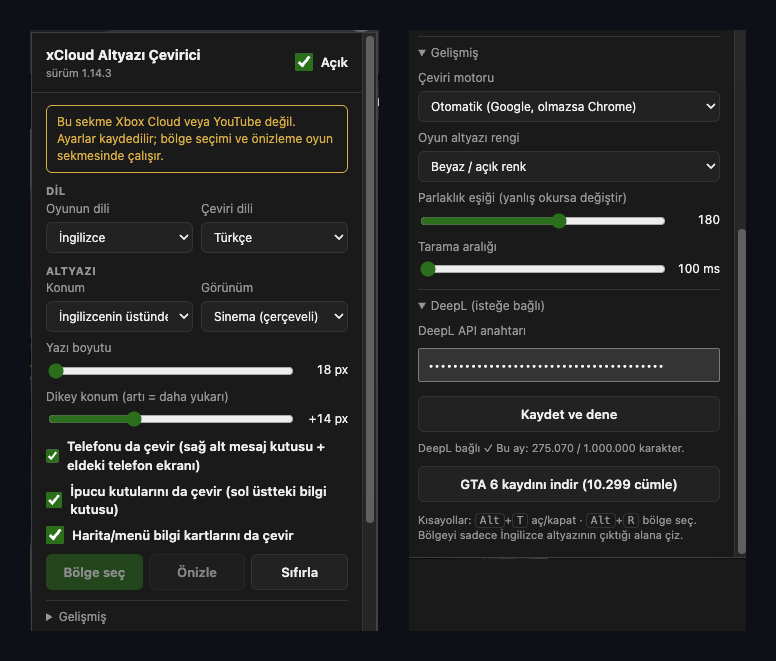 xCloud Altyazı Çevirici
sürüm 1.14.3
Açık
Bu sekme Xbox Cloud veya YouTube değil.
Ayarlar kaydedilir; bölge seçimi ve önizleme oyun
sekmesinde çalışır.
DİL
Oyunun dili
Çeviri dili
İngilizce
Türkçe
ALTYAZI
Konum
Görünüm
İngilizcenin üstünde
Sinema (çerçeveli)
Yazı boyutu
18 px
Dikey konum (artı = daha yukarı)
+14 px
Telefonu da çevir (sağ alt mesaj kutusu +
eldeki telefon ekranı)
İpucu kutularını da çevir (sol üstteki bilgi
kutusu)
Harita/menü bilgi kartlarını da çevir
Bölge seç
Önizle
Sıfırla
▶ Gelişmiş
▼ Gelişmiş
Çeviri motoru
Otomatik (Google, olmazsa Chrome)
Oyun altyazı rengi
Beyaz / açık renk
Parlaklık eşiği (yanlış okursa değiştir)
180
Tarama aralığı
100 ms
▼ DeepL (isteğe bağlı)
DeepL API anahtarı
•••••••••••••••••••••••••••••••••••••••
Kaydet ve dene
DeepL bağlı ✓ Bu ay: 275.070 / 1.000.000 karakter.
GTA 6 kaydını indir (10.299 cümle)
Kısayollar: Alt+T aç/kapat · Alt+R bölge seç.
Bölgeyi sadece İngilizce altyazının çıktığı alana çiz.